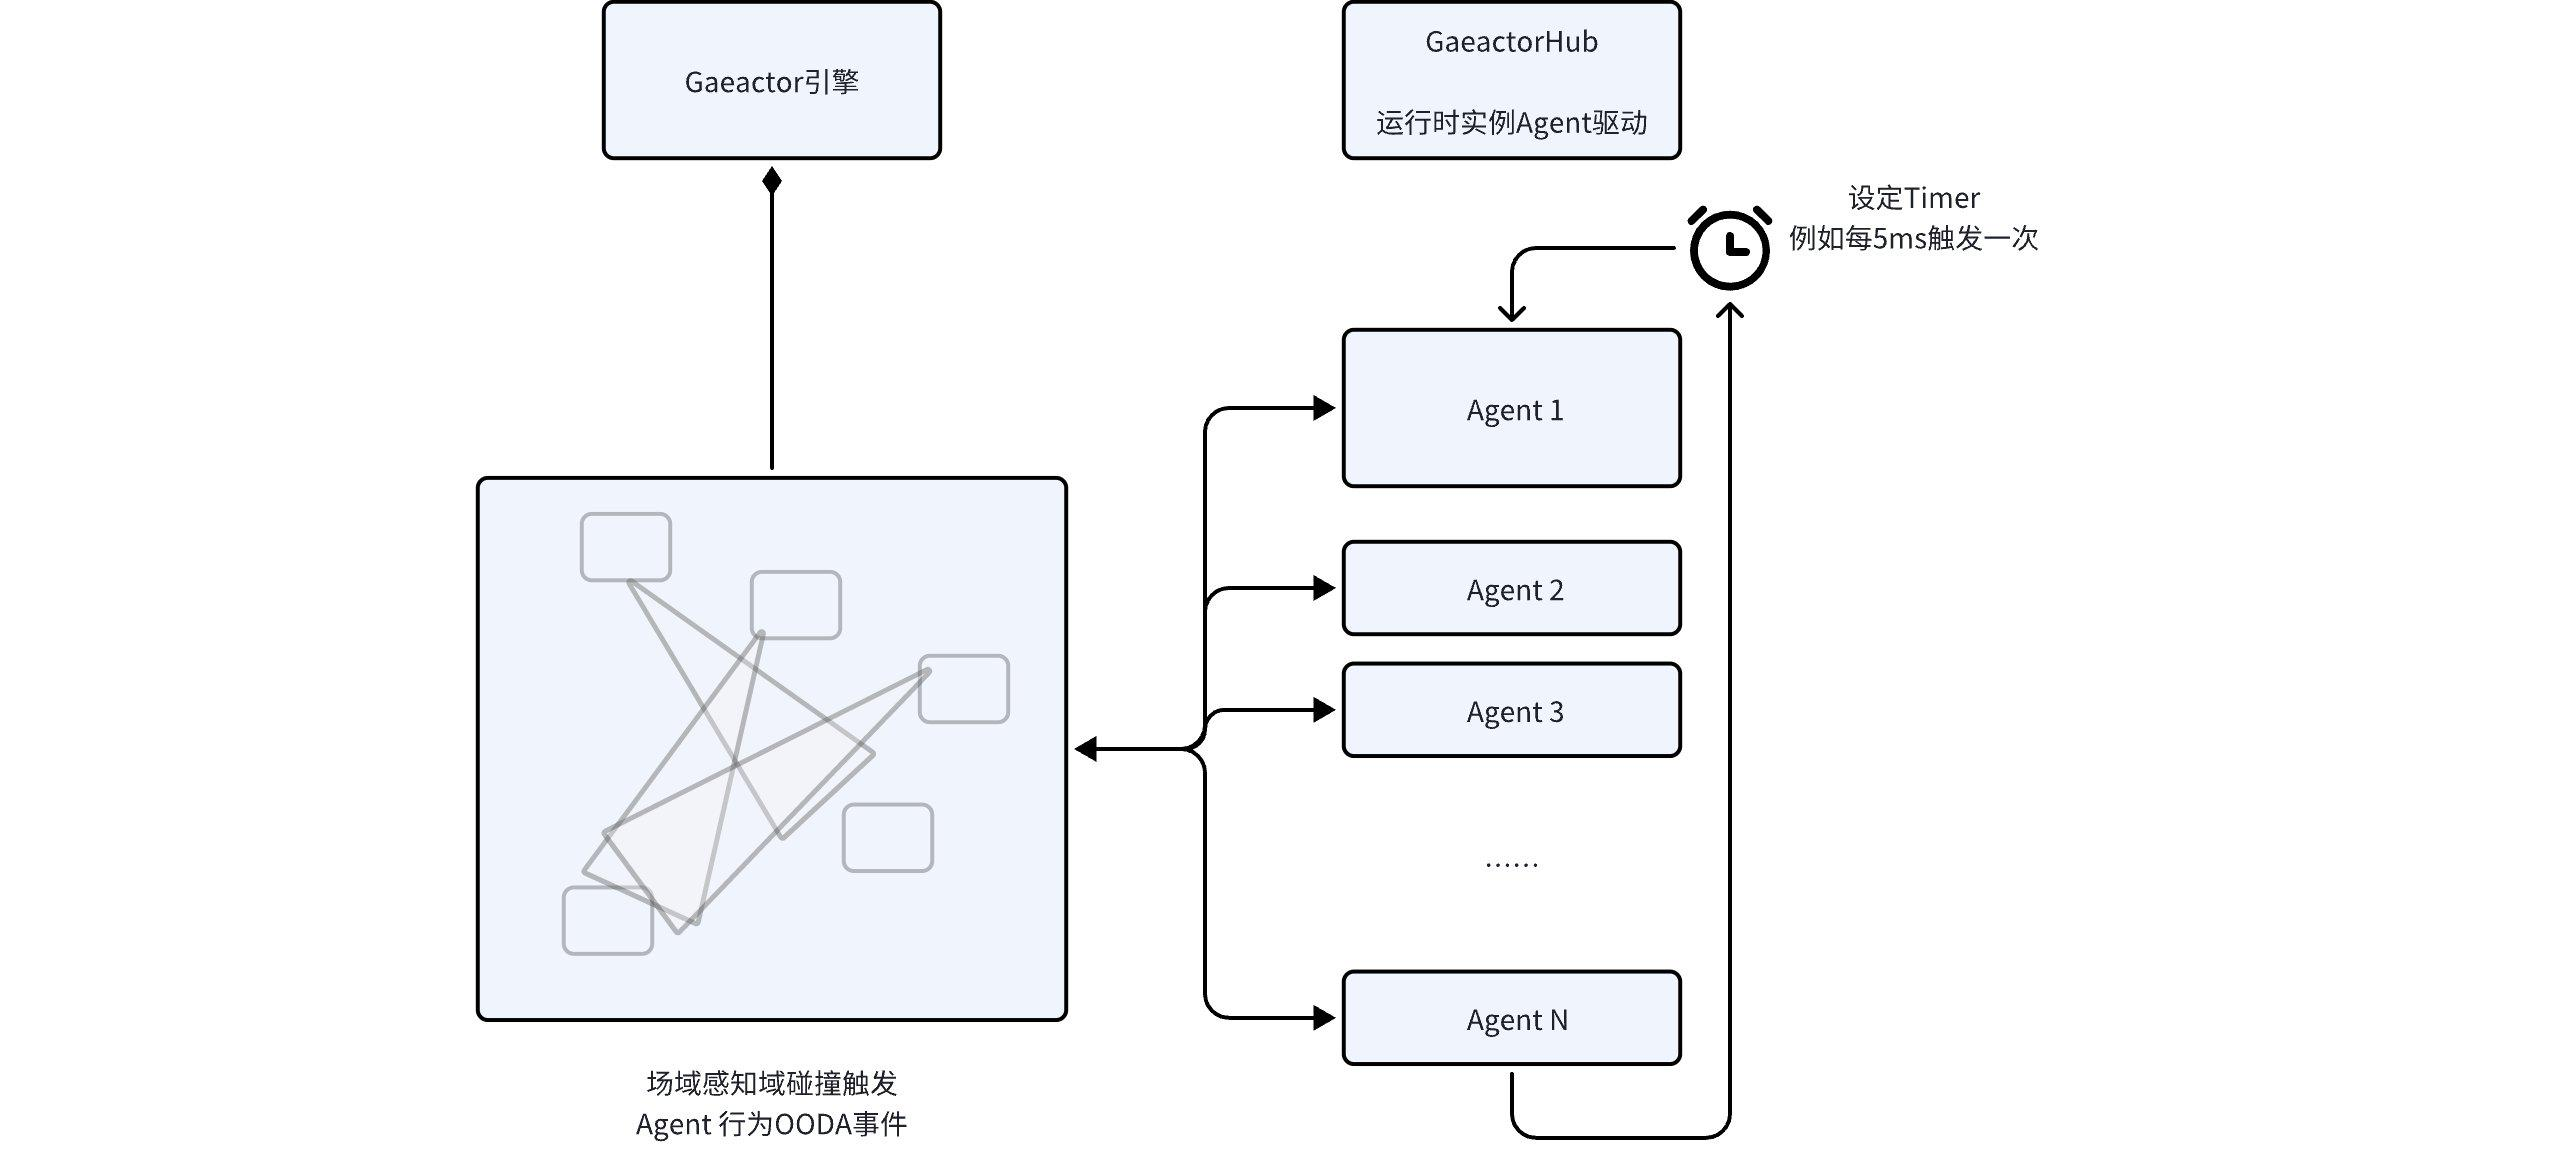 Gaeactor引擎
GaeactorHub
运行时实例Agent驱动
设定Timer
例如每5ms触发一次
Agent 1
Agent 2
Agent 3
......
Agent N
场域感知域碰撞触发
Agent 行为OODA事件